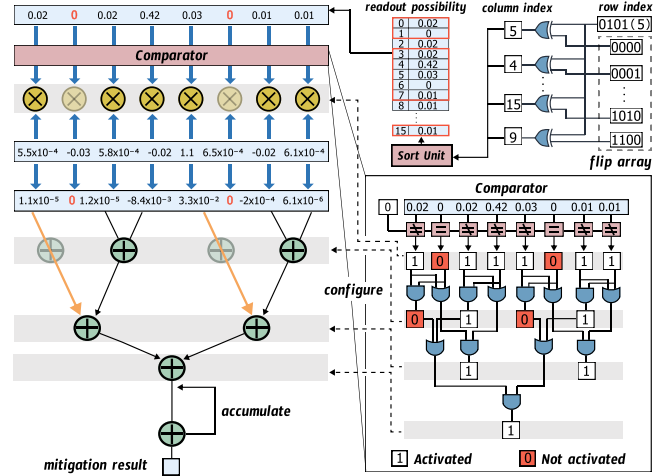 0.02 0 0.02 0.42 0.03 0 0.01 0.01
Comparator
5.5x10⁻⁴ -0.03 5.8x10⁻⁴ -0.02 1.1 6.5x10⁻⁴ -0.02 6.1x10⁻⁴
1.1x10⁻⁵ 0 1.2x10⁻⁵ -8.4x10⁻³ 3.3x10⁻² 0 -2x10⁻⁴ 6.1x10⁻⁶
configure
accumulate
mitigation result
readout possibility
0 0.02
1 0
2 0.02
3 0.02
4 0.42
5 0.03
6 0
7 0.01
8 0.01
15 0.01
Sort Unit
column index
5
4
15
9
row index
0101(5)
0000
0001
1010
1100
flip array
Comparator
0
0.02 0 0.02 0.42 0.03 0 0.01 0.01
≠ = ≠ ≠ ≠ = ≠ ≠
1 0 1 1 1 0 1 1
0 1 0 1
1 1
1
1 Activated 0 Not activated